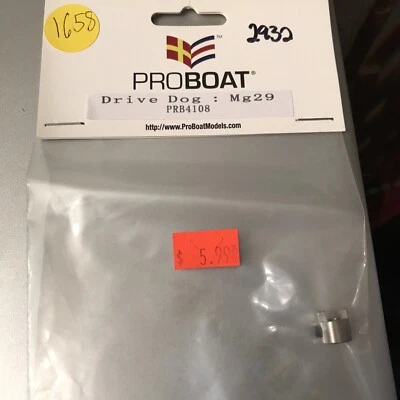 1658
2932
PROBOAT®
Drive Dog : Mg29
PRB4108
http://www.ProBoatModels.com
$ 5.99